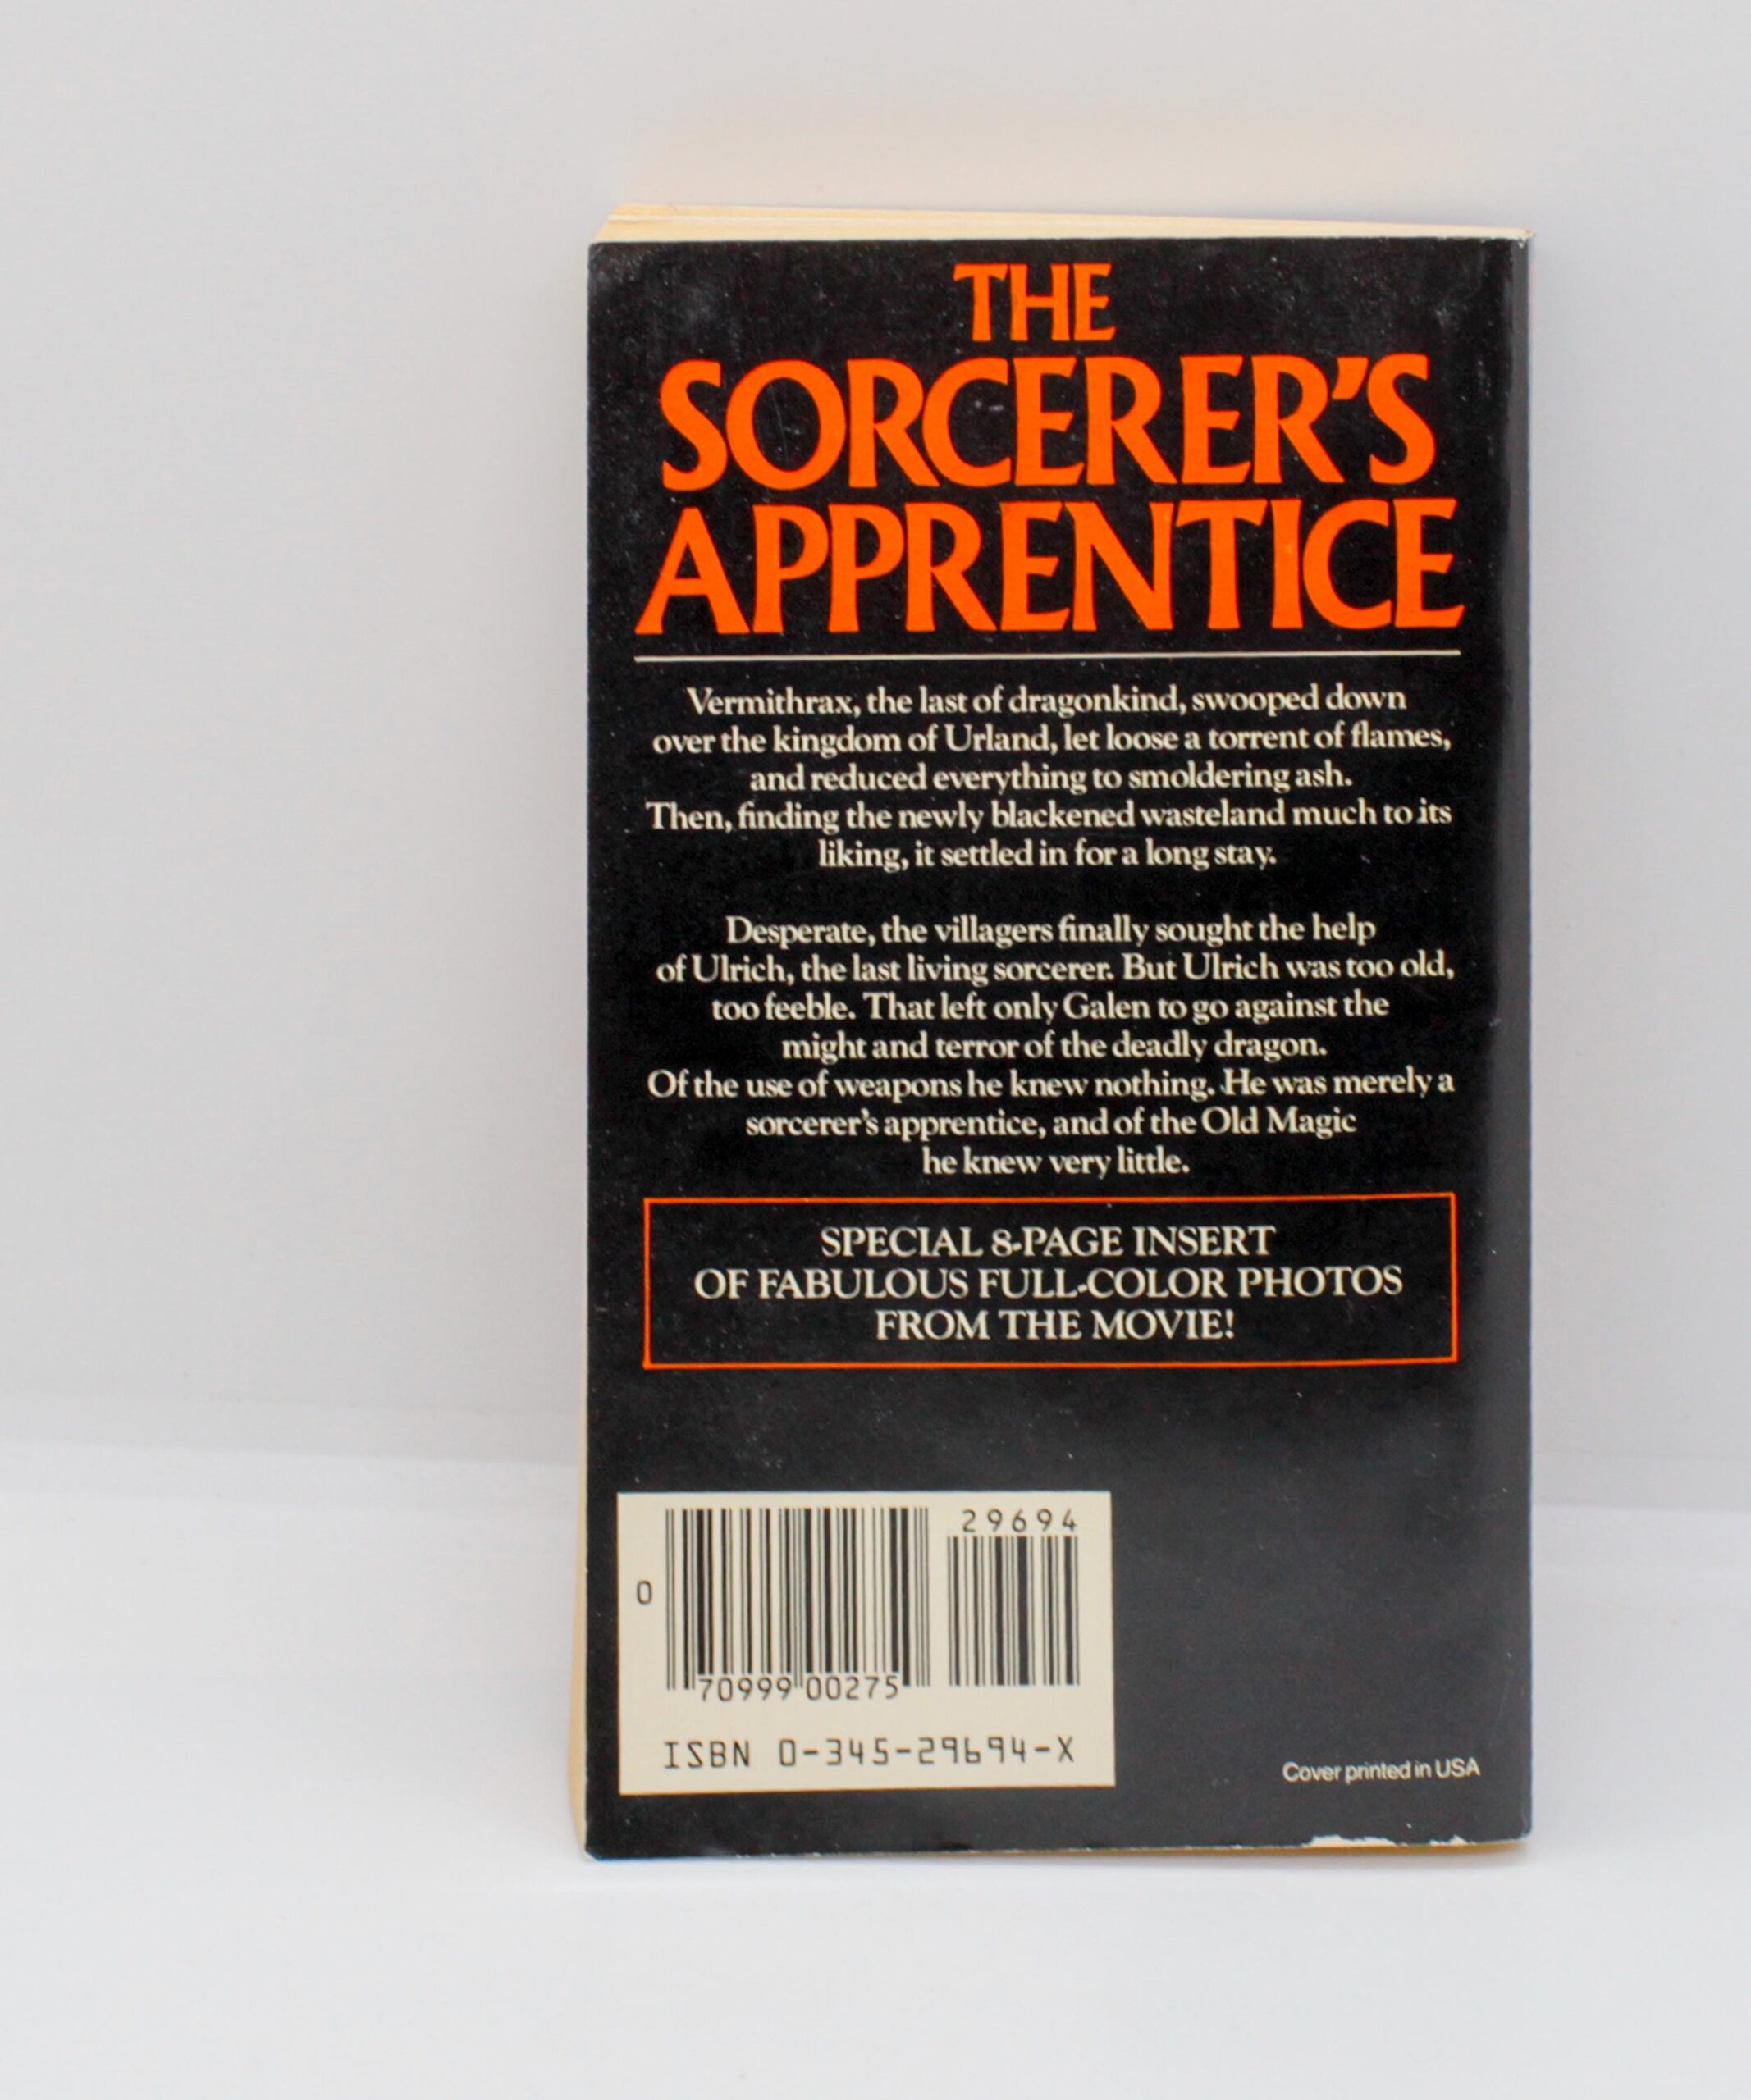 THE
SORCERER'S
APPRENTICE
Vermithrax, the last of dragonkind, swooped down
over the kingdom of Urland, let loose a torrent of flames,
and reduced everything to smoldering ash.
Then, finding the newly blackened wasteland much to its
liking, it settled in for a long stay.
Desperate, the villagers finally sought the help
of Ulrich, the last living sorcerer. But Ulrich was too old,
too feeble. That left only Galen to go against the
might and terror of the deadly dragon.
Of the use of weapons he knew nothing. He was merely a
sorcerer's apprentice, and of the Old Magic
he knew very little.
SPECIAL 8-PAGE INSERT
OF FABULOUS FULL-COLOR PHOTOS
FROM THE MOVIE!
29694
0
70999 00275
ISBN 0-345-29694-X
Cover printed in USA